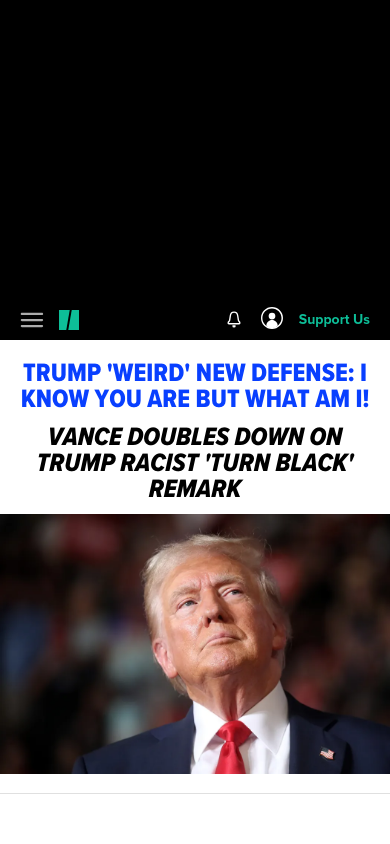 Support Us
TRUMP 'WEIRD' NEW DEFENSE: I
KNOW YOU ARE BUT WHAT AM I!
VANCE DOUBLES DOWN ON
TRUMP RACIST 'TURN BLACK'
REMARK